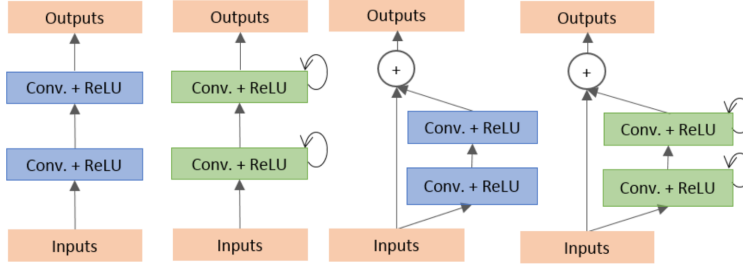 Outputs
Conv. + ReLU
Conv. + ReLU
Inputs
Outputs
Conv. + ReLU
Conv. + ReLU
Inputs
Outputs
+
Conv. + ReLU
Conv. + ReLU
Inputs
Outputs
+
Conv. + ReLU
Conv. + ReLU
Inputs